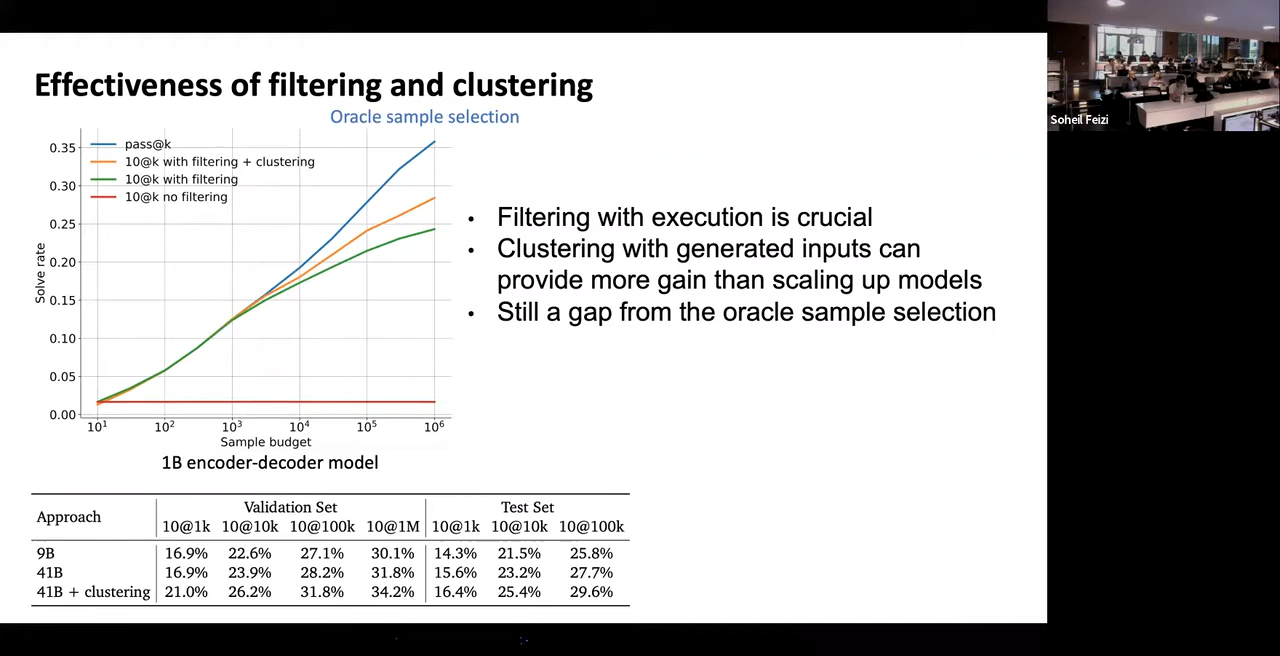 Effectiveness of filtering and clustering
Oracle sample selection
pass@k
10@k with filtering + clustering
10@k with filtering
10@k no filtering
Solve rate
0.35
0.30
0.25
0.20
0.15
0.10
0.05
0.00
10¹ 10² 10³ 10⁴ 10⁵ 10⁶
Sample budget
1B encoder-decoder model
• Filtering with execution is crucial
• Clustering with generated inputs can
provide more gain than scaling up models
• Still a gap from the oracle sample selection
Approach Validation Set Test Set
10@1k 10@10k 10@100k 10@1M 10@1k 10@10k 10@100k
9B 16.9% 22.6% 27.1% 30.1% 14.3% 21.5% 25.8%
41B 16.9% 23.9% 28.2% 31.8% 15.6% 23.2% 27.7%
41B + clustering 21.0% 26.2% 31.8% 34.2% 16.4% 25.4% 29.6%
Soheil Feizi